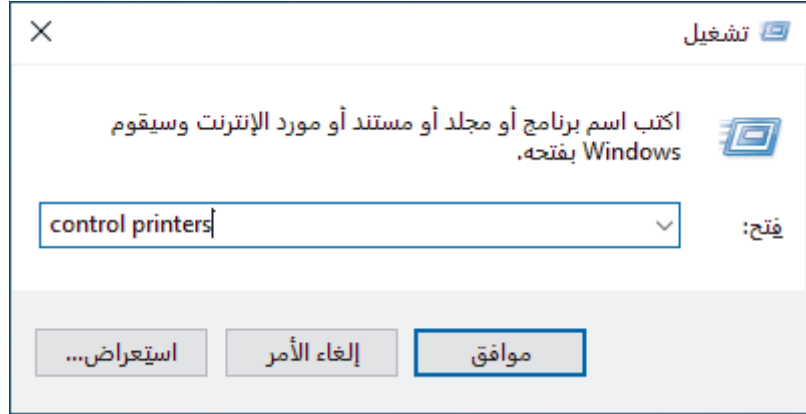 تشغيل
اكتب اسم برنامج أو مجلد أو مستند أو مورد الإنترنت وسيقوم
Windows بفتحه.
فتح:
control printers
موافق
إلغاء الأمر
استعراض...